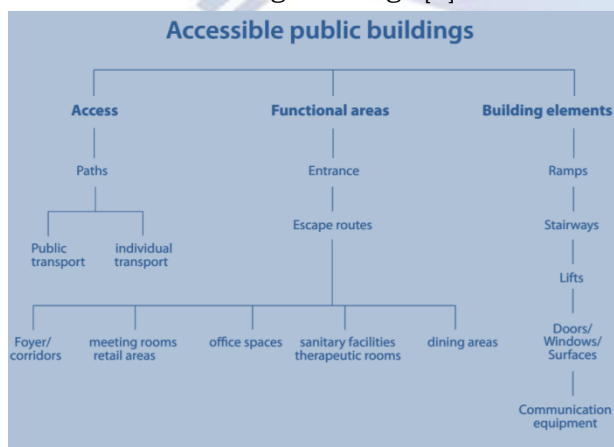 Accessible public buildings
Access
Functional areas
Building elements
Paths
Entrance
Ramps
Escape routes
Stairways
Public
transport
individual
transport
Lifts
Foyer/
corridors
meeting rooms
retail areas
office spaces
sanitary facilities
therapeutic rooms
dining areas
Doors/
Windows/
Surfaces
Communication
equipment